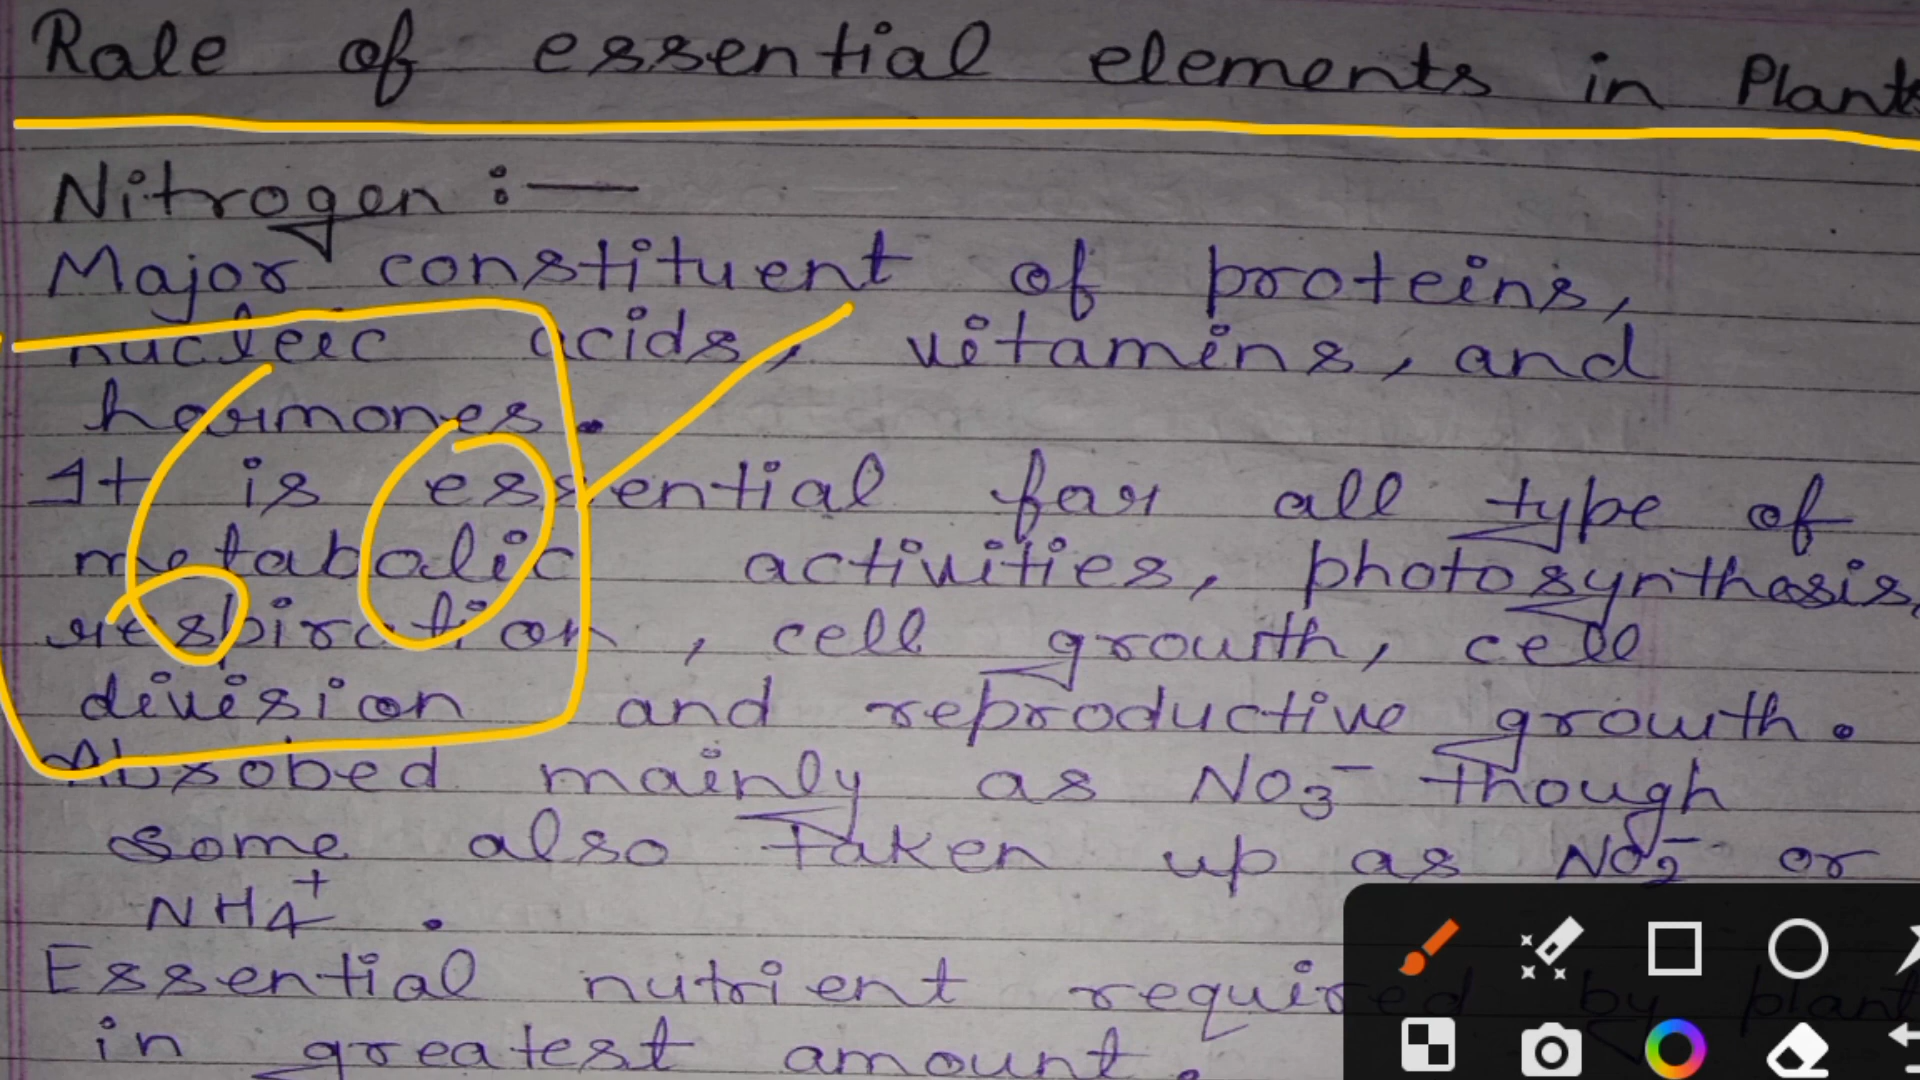 Role of essential elements in Plants
Nitrogen :—
Major constituent of proteins,
nucleic acids, vitamins, and
hormones.
It is essential for all type of
metabolic activities, photosynthesis,
respiration, cell growth, cell
division and reproductive growth.
Absobed mainly as NO3⁻ though
some also taken up as NO2⁻ or
NH4⁺ .
Essential nutrient required by plant
in greatest amount.